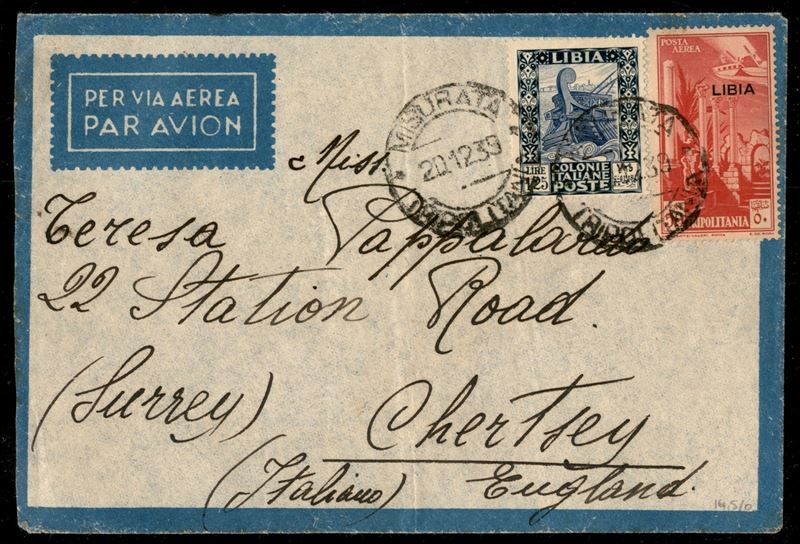 PER VIA AEREA
PAR AVION
MISURATA
20.12.39
LIBIA
LIRE 1,25
COLONIE
ITALIANE
POSTE
POSTA
AEREA
LIBIA
TRIPOLITANIA
50
Miss.
Teresa Pappalardo
22 Station Road.
(Surrey) Chertsey
(Italiano) England.